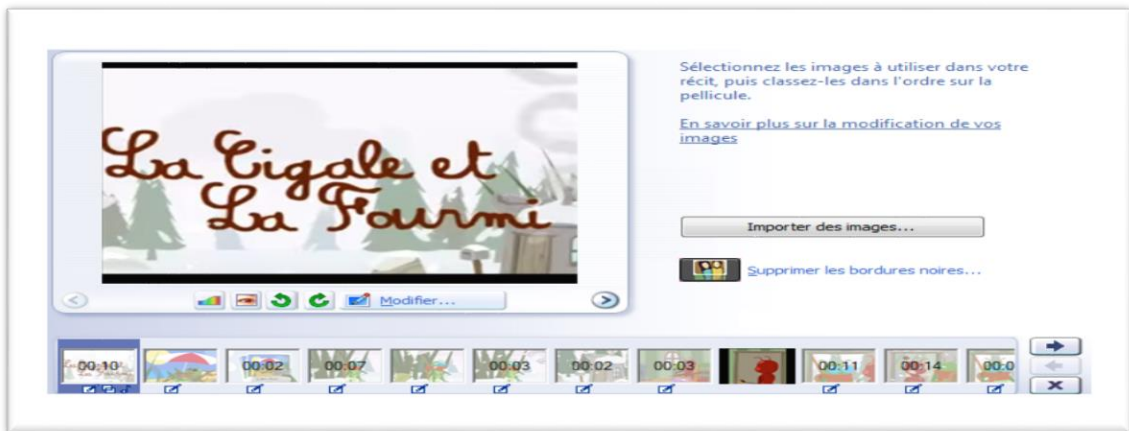 La Cigale et
La Fourmi
Sélectionnez les images à utiliser dans votre
récit, puis classez-les dans l'ordre sur la
pellicule.
En savoir plus sur la modification de vos
images
Importer des images...
Supprimer les bordures noires...
Modifier...
00:10 00:02 00:07 00:03 00:02 00:03 00:11 00:14 00:0